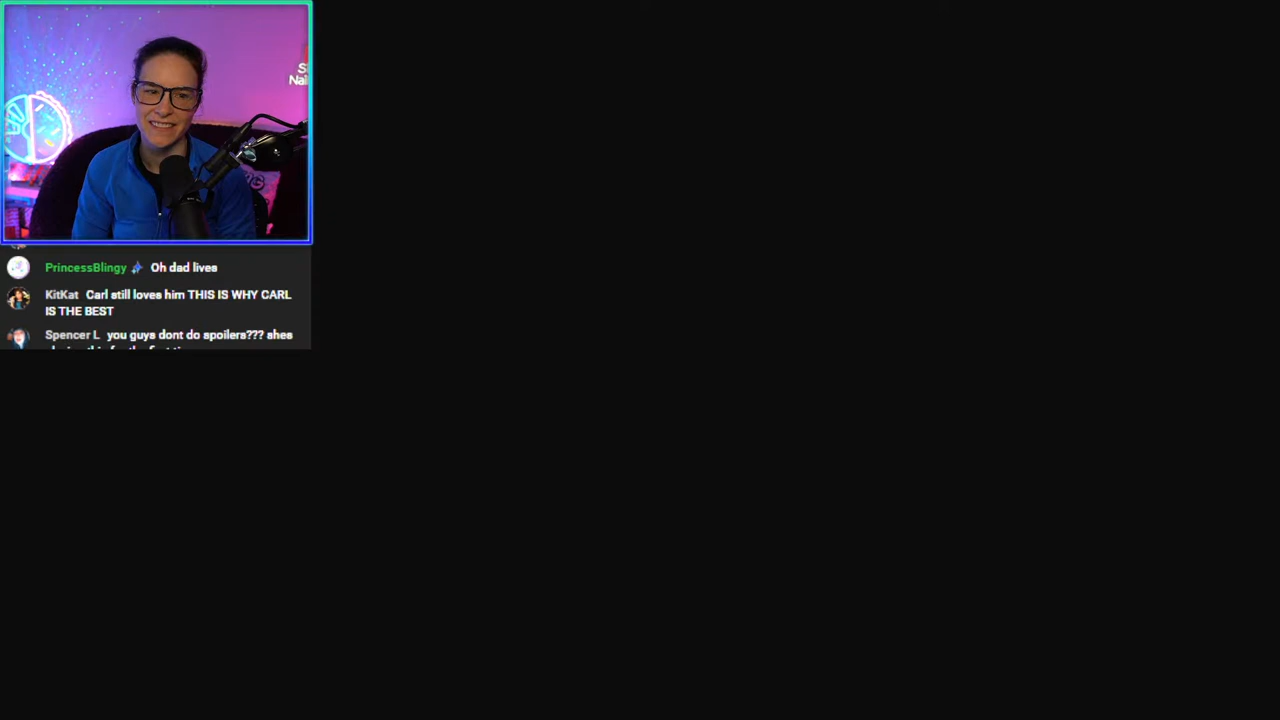 PrincessBlingy Oh dad lives
KitKat Carl still loves him THIS IS WHY CARL
IS THE BEST
Spencer L you guys dont do spoilers??? shes